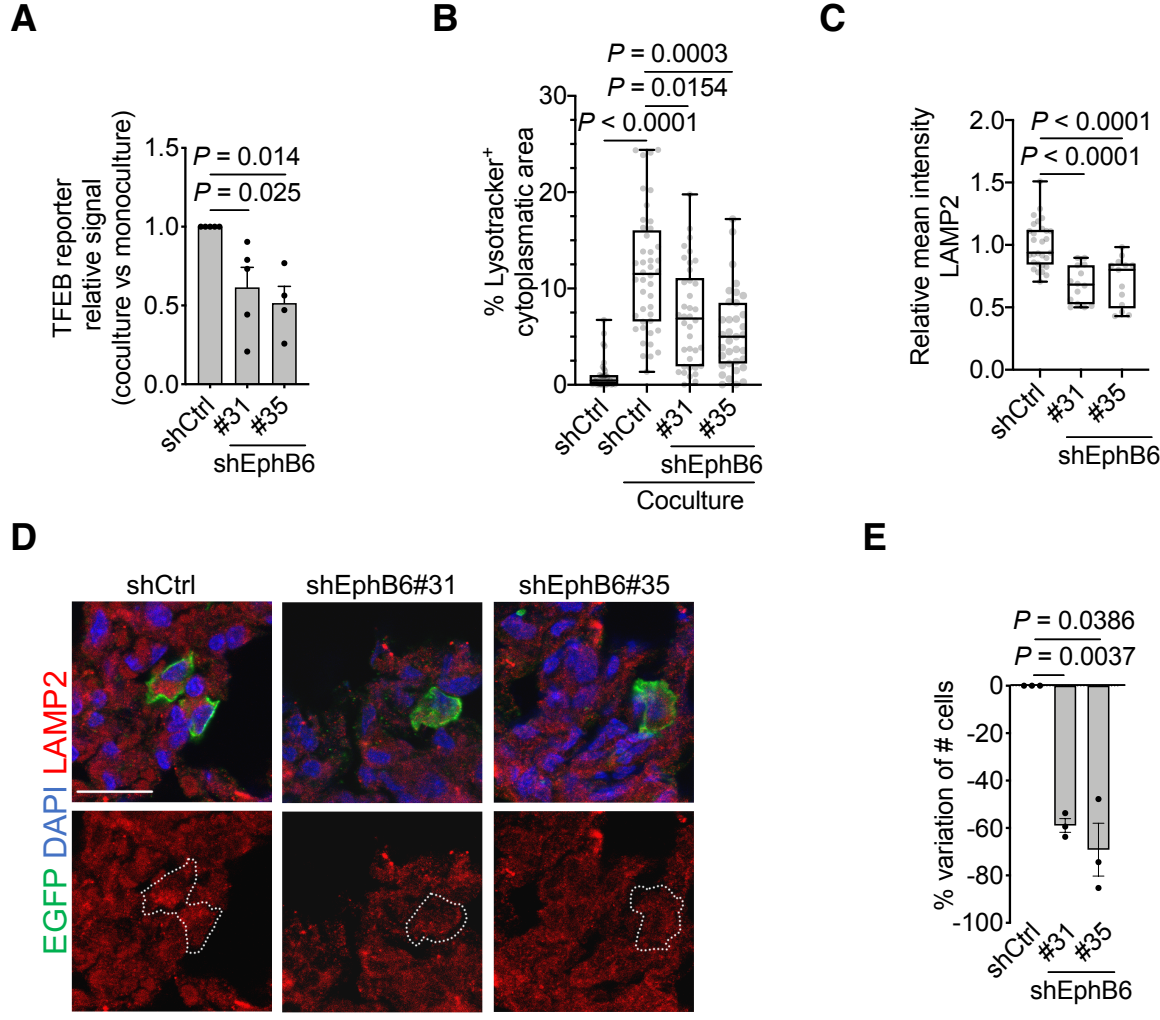 A
TFEB reporter
relative signal
(coculture vs monoculture)
1.5
1.0
0.5
0.0
P = 0.014
P = 0.025
shCtrl
#31
#35
shEphB6
B
% Lysotracker+
cytoplasmatic area
30
20
10
0
P = 0.0003
P = 0.0154
P < 0.0001
shCtrl
shCtrl
#31
#35
shEphB6
Coculture
C
Relative mean intensity
LAMP2
2.0
1.5
1.0
0.5
0.0
P < 0.0001
P < 0.0001
shCtrl
#31
#35
shEphB6
D
shCtrl
shEphB6#31
shEphB6#35
EGFP DAPI LAMP2
E
% variation of # cells
P = 0.0386
P = 0.0037
0
-20
-40
-60
-80
-100
shCtrl
#31
#35
shEphB6